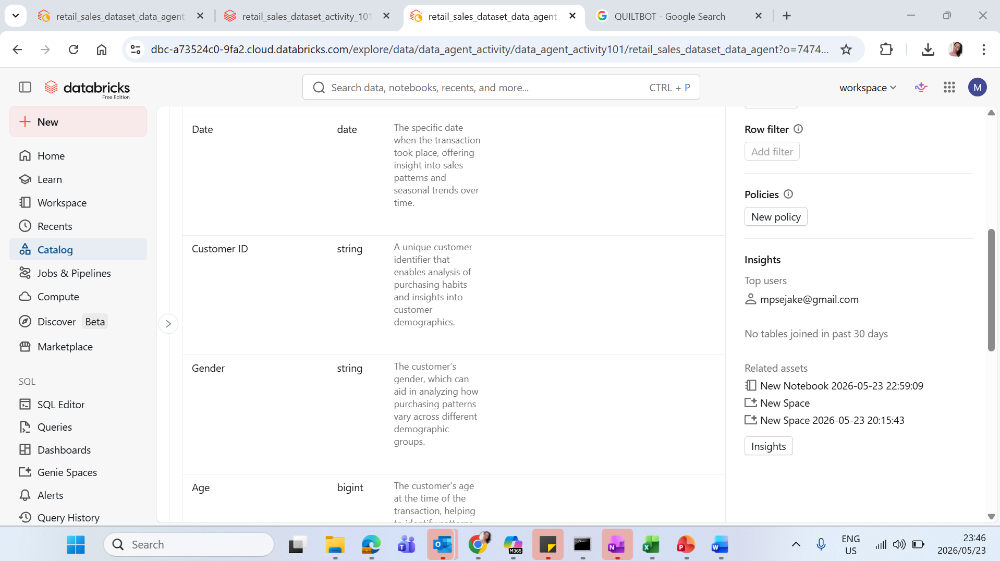 retail_sales_dataset_data_agent
retail_sales_dataset_activity_101
retail_sales_dataset_data_agent
QUILTBOT - Google Search
dbc-a73524c0-9fa2.cloud.databricks.com/explore/data/data_agent_activity/data_agent_activity101/retail_sales_dataset_data_agent?o=7474...
databricks
Free Edition
Search data, notebooks, recents, and more...
CTRL + P
workspace
M
New
Home
Learn
Workspace
Recents
Catalog
Jobs & Pipelines
Compute
Discover Beta
Marketplace
SQL
SQL Editor
Queries
Dashboards
Genie Spaces
Alerts
Query History
Date
date
The specific date
when the transaction
took place, offering
insight into sales
patterns and
seasonal trends over
time.
Customer ID
string
A unique customer
identifier that
enables analysis of
purchasing habits
and insights into
customer
demographics.
Gender
string
The customer's
gender, which can
aid in analyzing how
purchasing patterns
vary across different
demographic
groups.
Age
bigint
The customer's age
at the time of the
transaction, helping
to identify patterns
Row filter
Add filter
Policies
New policy
Insights
Top users
mpsejake@gmail.com
No tables joined in past 30 days
Related assets
New Notebook 2026-05-23 22:59:09
New Space
New Space 2026-05-23 20:15:43
Insights
Search
M365
ENG
US
23:46
2026/05/23